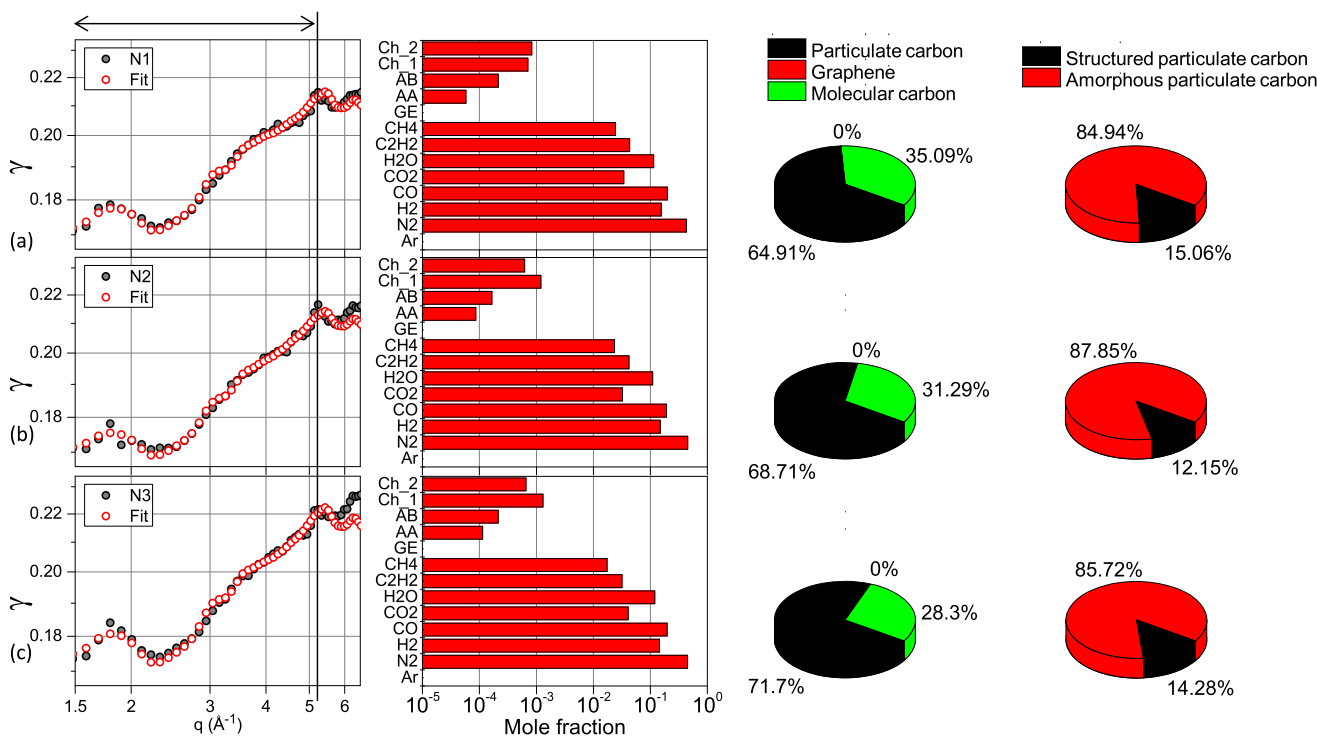 Particulate carbon
Graphene
Molecular carbon
Structured particulate carbon
Amorphous particulate carbon
N1
Fit
0.22
0.20
0.18
γ
(a)
Ch_2
Ch_1
AB
AA
GE
CH4
C2H2
H2O
CO2
CO
H2
N2
Ar
0%
35.09%
64.91%
84.94%
15.06%
N2
Fit
0.22
0.20
0.18
γ
(b)
Ch_2
Ch_1
AB
AA
GE
CH4
C2H2
H2O
CO2
CO
H2
N2
Ar
0%
31.29%
68.71%
87.85%
12.15%
N3
Fit
0.22
0.20
0.18
γ
(c)
Ch_2
Ch_1
AB
AA
GE
CH4
C2H2
H2O
CO2
CO
H2
N2
Ar
0%
28.3%
71.7%
85.72%
14.28%
1.5 2 3 4 5 6
q (Å⁻¹)
10⁻⁵ 10⁻⁴ 10⁻³ 10⁻² 10⁻¹ 10⁰
Mole fraction